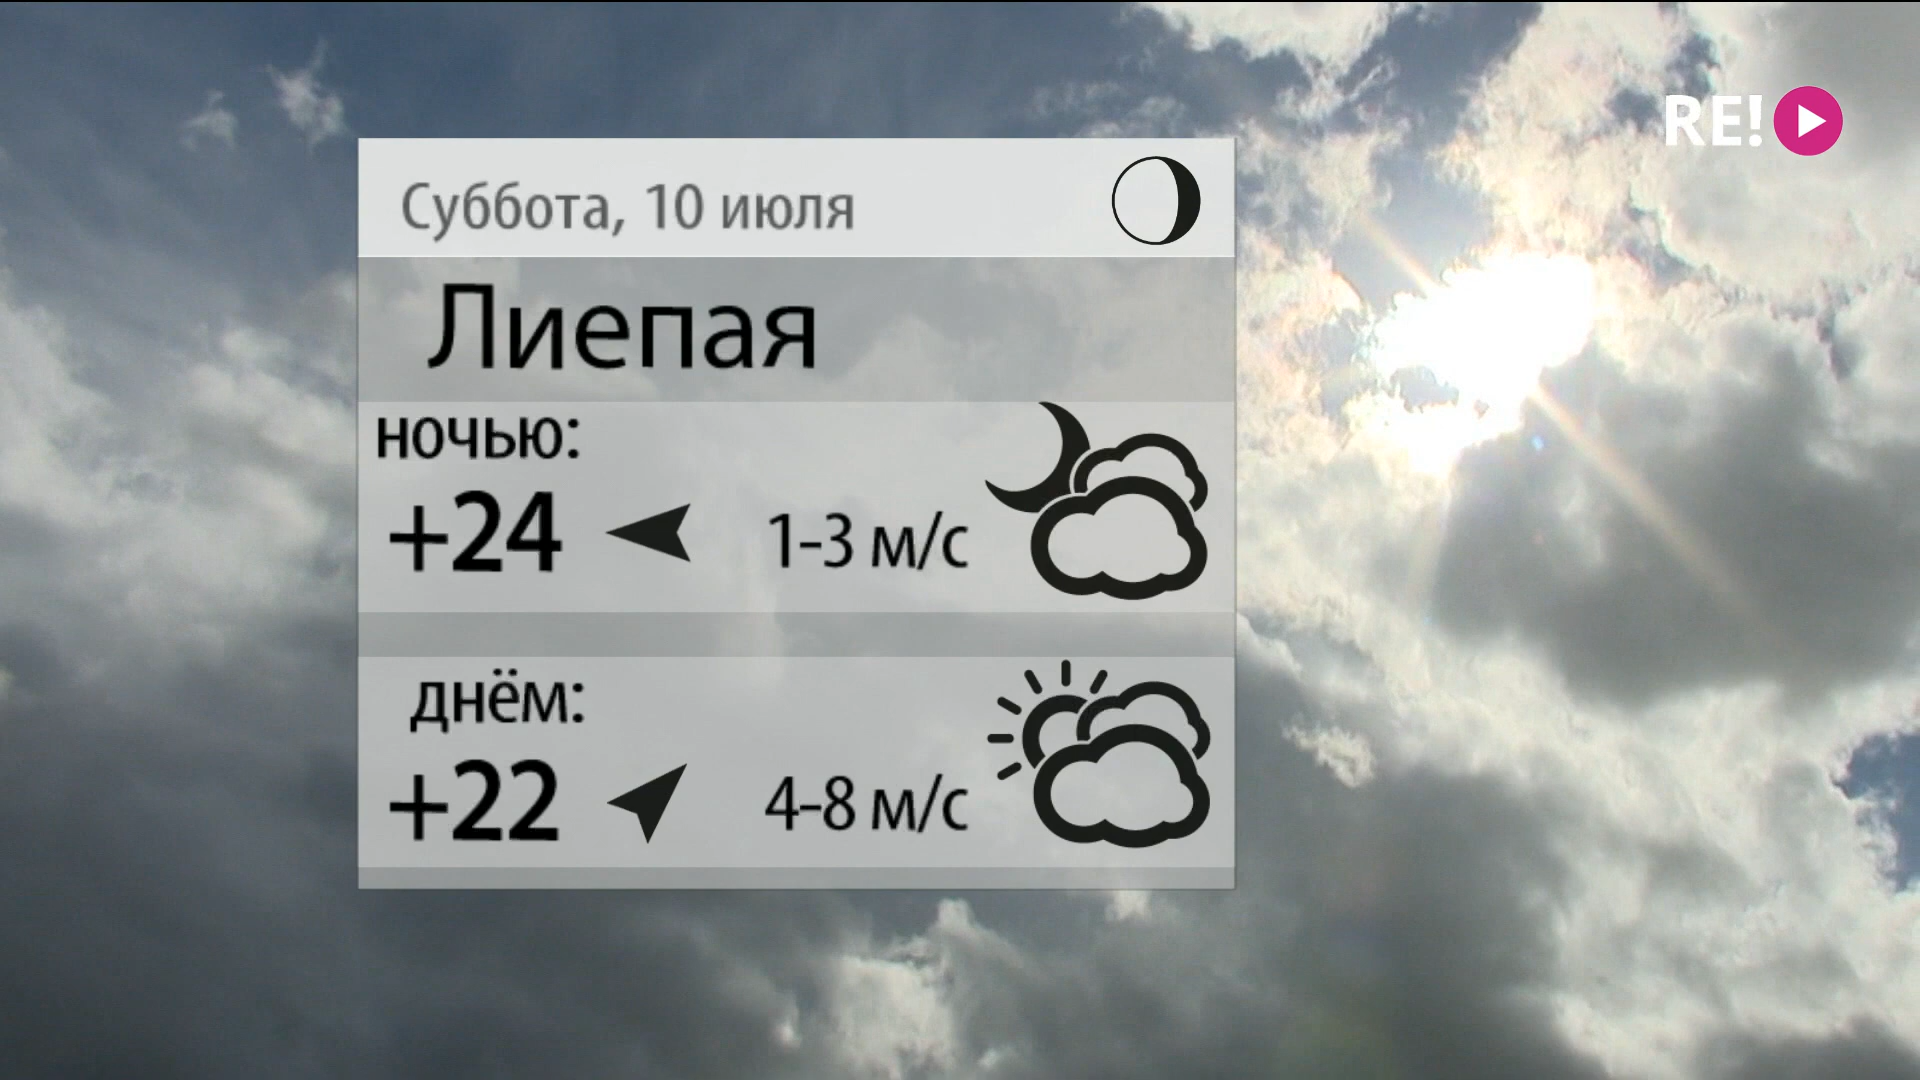 RE!
Суббота, 10 июля
Лиепая
ночью:
+24 1-3 м/с
днём:
+22 4-8 м/с